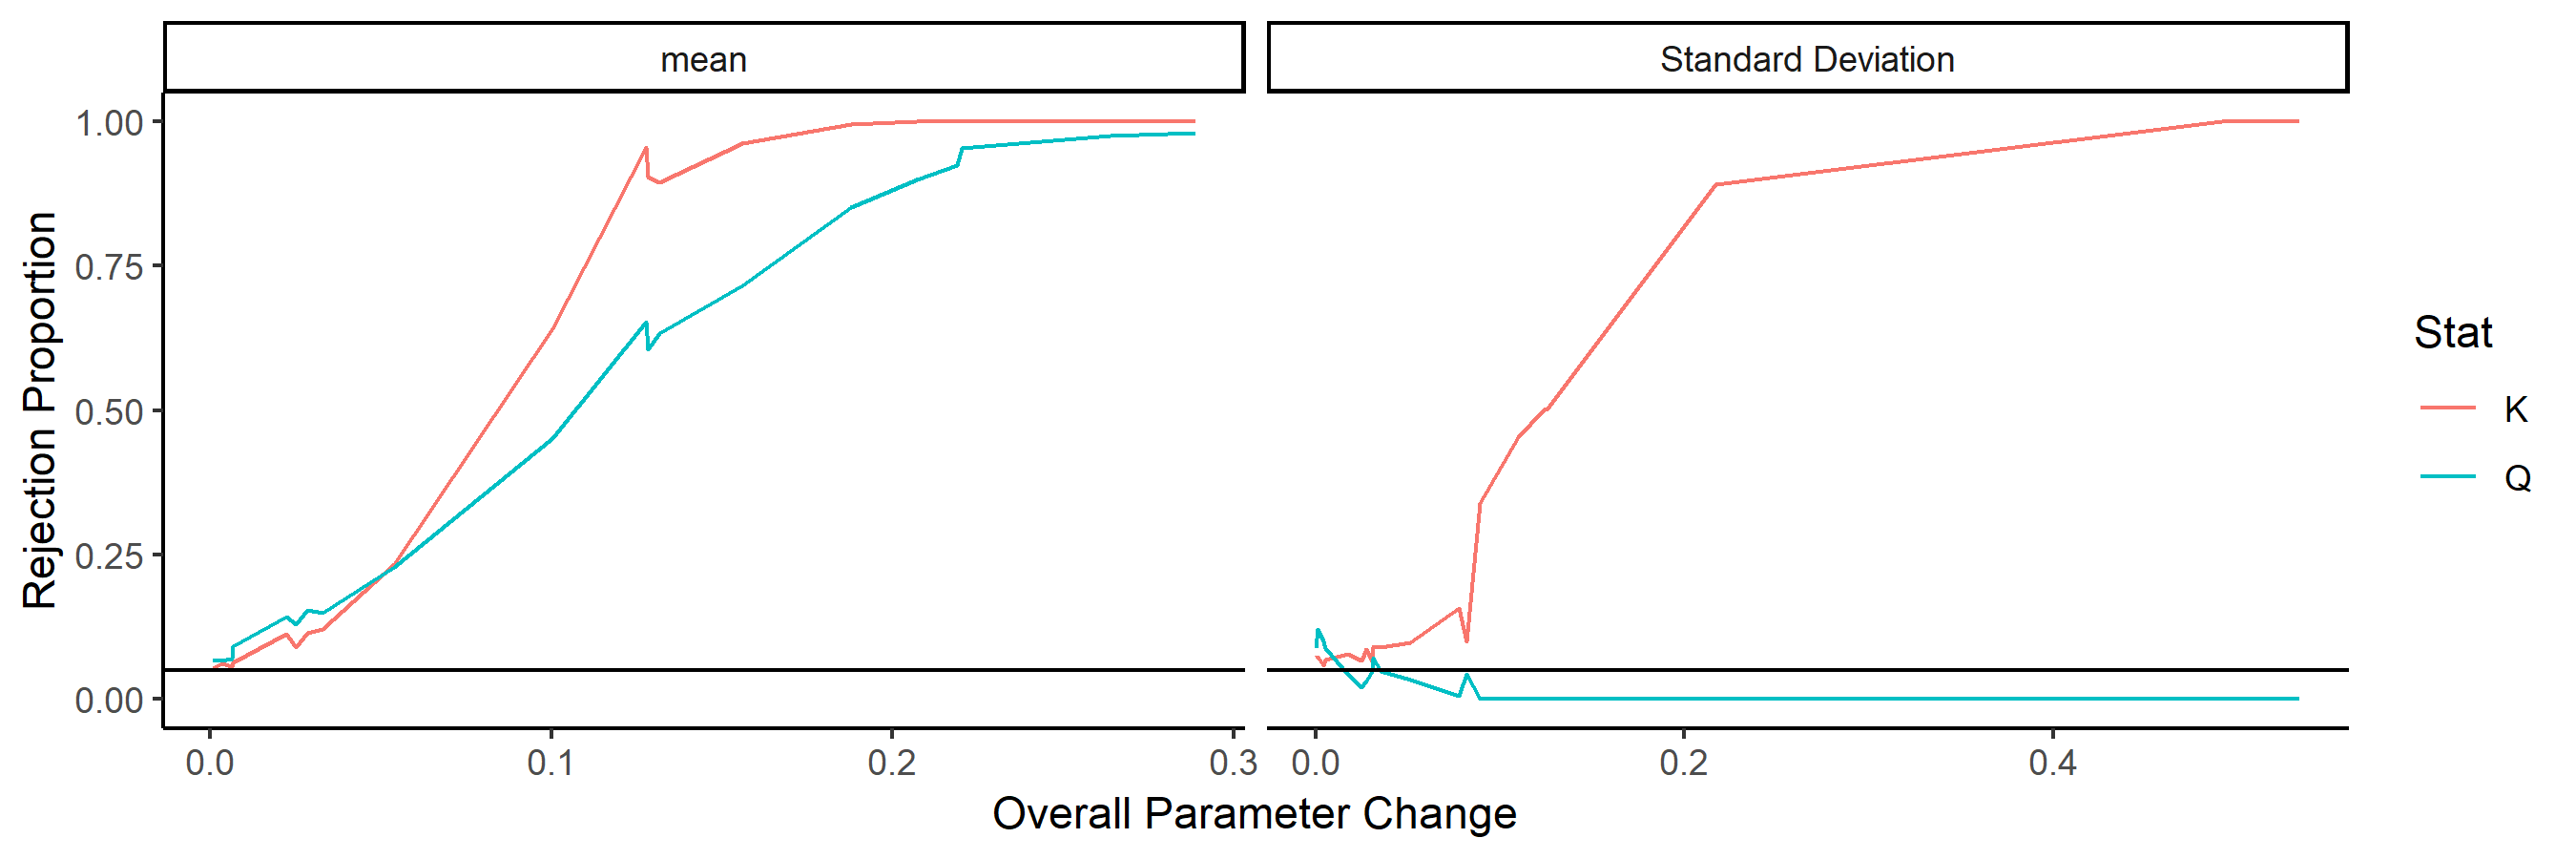 mean
Standard Deviation
Rejection Proportion
1.00
0.75
0.50
0.25
0.00
0.0 0.1 0.2 0.3
0.0 0.2 0.4
Overall Parameter Change
Stat
K
Q